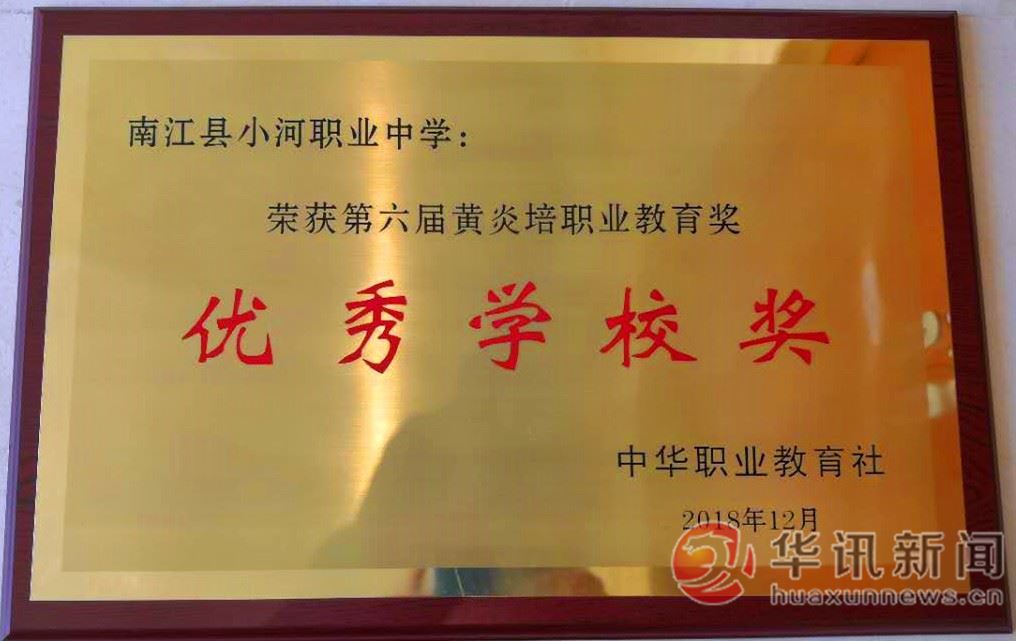 南江县小河职业中学:
荣获第六届黄炎培职业教育奖
优秀学校奖
中华职业教育社
2018年12月
华讯新闻
huaxunnews.cn